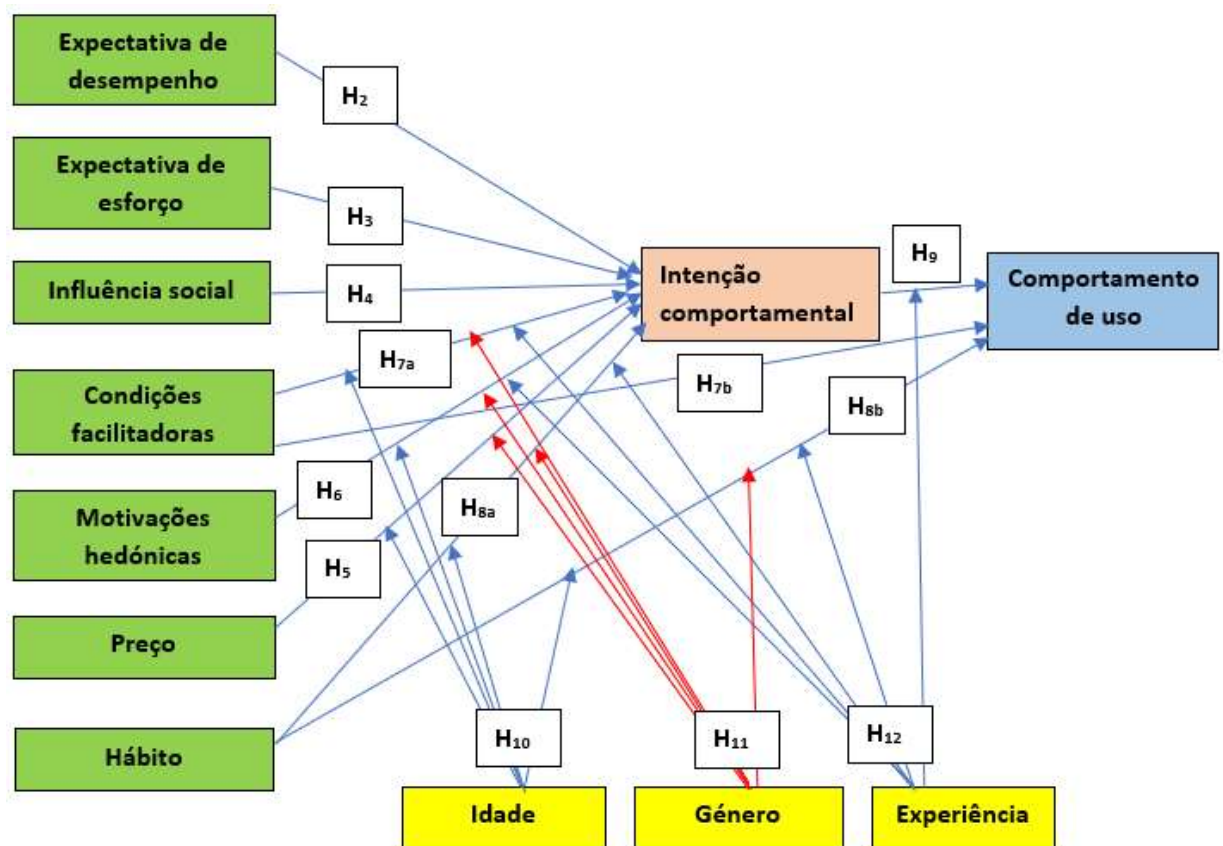 Expectativa de
desempenho
H2
Expectativa de
esforço
H3
Influência social
H4
Intenção
comportamental
H9
Comportamento
de uso
Condições
facilitadoras
H7a
H7b
H8b
Motivações
hedónicas
H6
H8a
H5
Preço
Hábito
H10
H11
H12
Idade
Género
Experiência